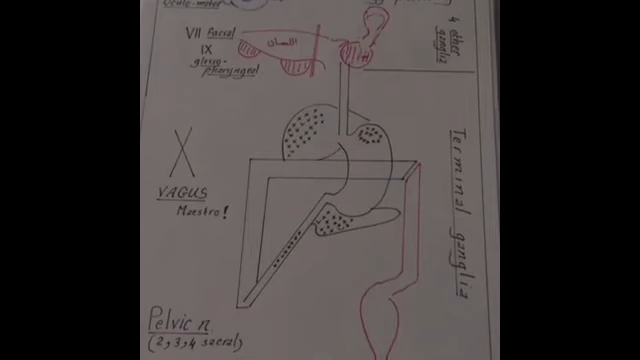 Oculo-motor
4 other
ganglia
VII Facial
اللسان
IX
glosso-
pharyngeal
X
VAGUS
Maestro!
Terminal ganglia
Pelvic n.
(2,3,4 sacral)